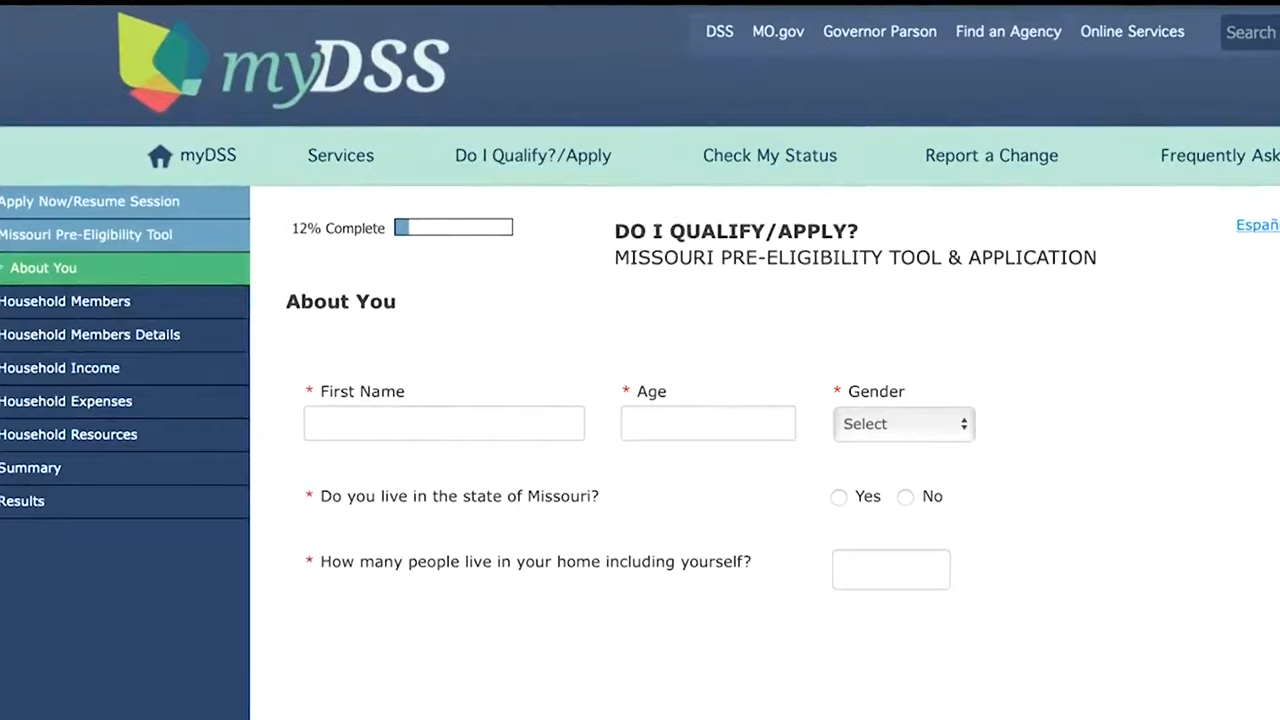 myDSS
DSS MO.gov Governor Parson Find an Agency Online Services Search
myDSS Services Do I Qualify?/Apply Check My Status Report a Change Frequently Ask
Apply Now/Resume Session
Missouri Pre-Eligibility Tool
About You
Household Members
Household Members Details
Household Income
Household Expenses
Household Resources
Summary
Results
12% Complete
DO I QUALIFY/APPLY?
MISSOURI PRE-ELIGIBILITY TOOL & APPLICATION
Españ
About You
* First Name * Age * Gender
Select
* Do you live in the state of Missouri? Yes No
* How many people live in your home including yourself?